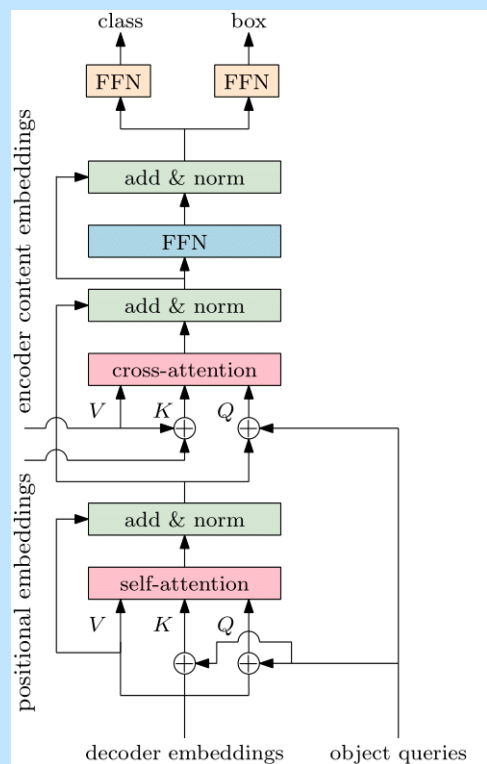 class box
FFN FFN
add & norm
FFN
add & norm
cross-attention
V K Q
add & norm
self-attention
V K Q
decoder embeddings object queries
encoder content embeddings
positional embeddings